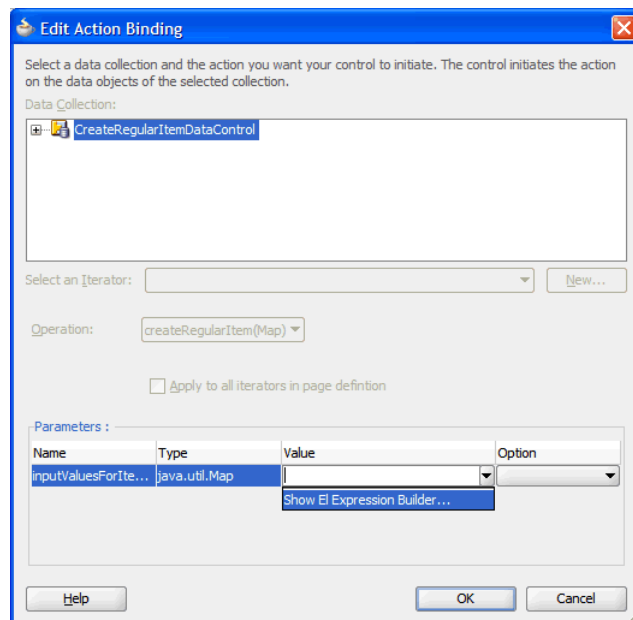 Edit Action Binding
Select a data collection and the action you want your control to initiate. The control initiates the action
on the data objects of the selected collection.
Data Collection:
CreateRegularItemDataControl
Select an Iterator:
New...
Operation:
createRegularItem(Map)
Apply to all iterators in page defintion
Parameters :
Name Type Value Option
inputValuesForIte... java.util.Map
Show El Expression Builder...
Help OK Cancel